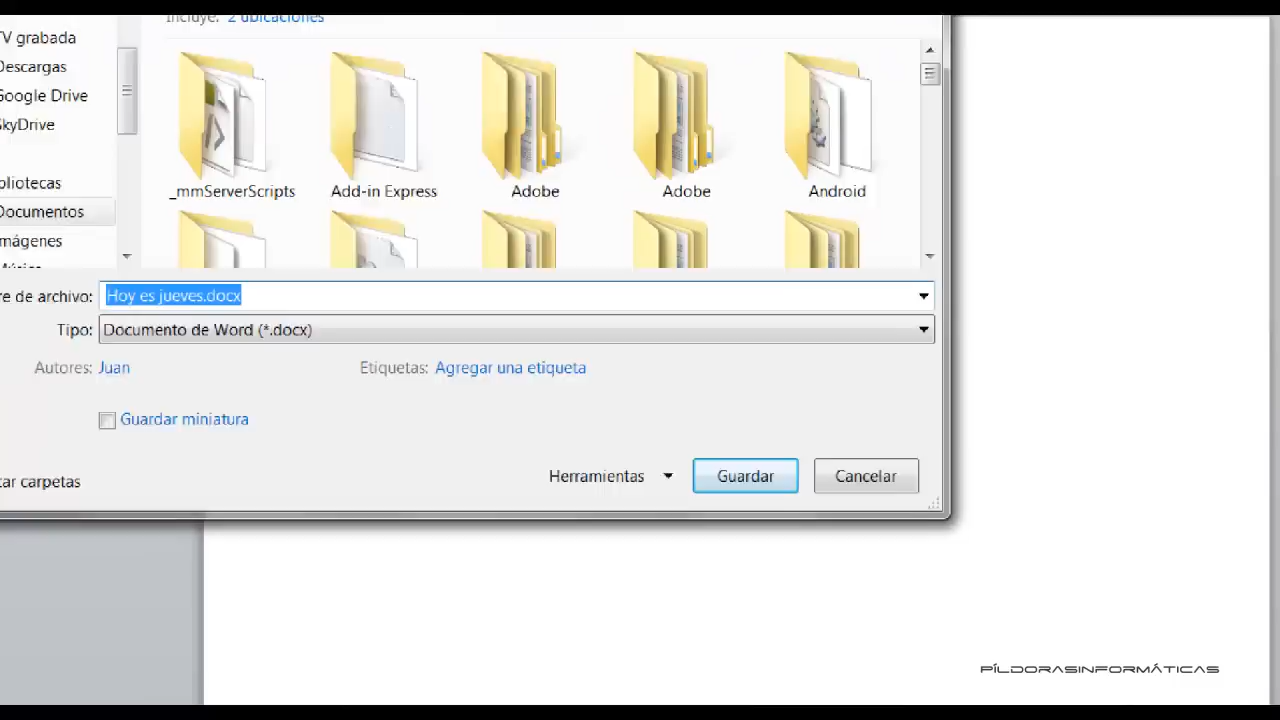 Incluye: 2 ubicaciones
TV grabada
Descargas
Google Drive
SkyDrive
bliotecas
Documentos
mágenes
_mmServerScripts
Add-in Express
Adobe
Adobe
Android
re de archivo: Hoy es jueves.docx
Tipo: Documento de Word (*.docx)
Autores: Juan
Etiquetas: Agregar una etiqueta
Guardar miniatura
tar carpetas
Herramientas
Guardar
Cancelar
PÍLDORASINFORMÁTICAS